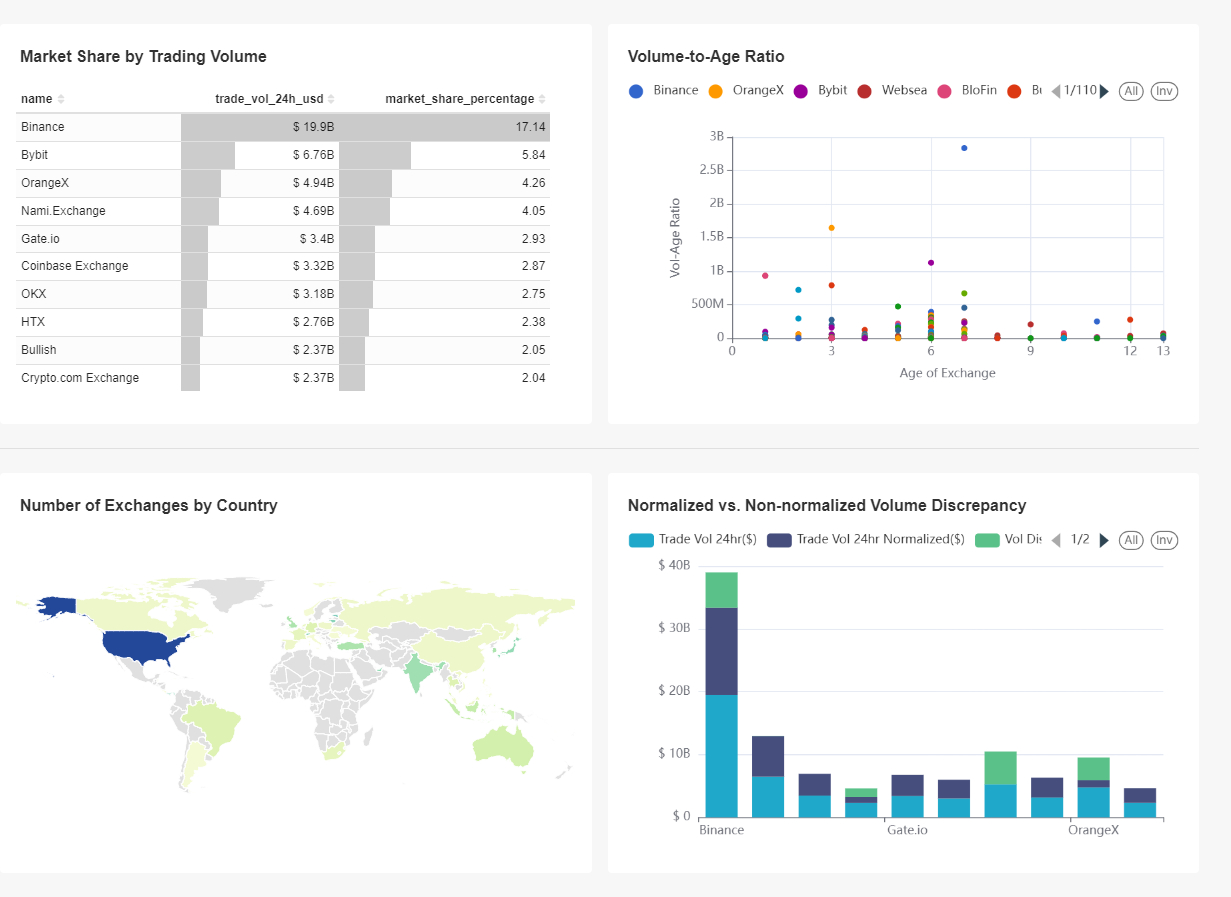 Market Share by Trading Volume
name trade_vol_24h_usd market_share_percentage
Binance $ 19.9B 17.14
Bybit $ 6.76B 5.84
OrangeX $ 4.94B 4.26
Nami.Exchange $ 4.69B 4.05
Gate.io $ 3.4B 2.93
Coinbase Exchange $ 3.32B 2.87
OKX $ 3.18B 2.75
HTX $ 2.76B 2.38
Bullish $ 2.37B 2.05
Crypto.com Exchange $ 2.37B 2.04
Volume-to-Age Ratio
Binance OrangeX Bybit Websea BloFin 1/110 All Inv
3B
2.5B
2B
1.5B
1B
500M
0
Vol-Age Ratio
0 3 6 9 12 13
Age of Exchange
Number of Exchanges by Country
Normalized vs. Non-normalized Volume Discrepancy
Trade Vol 24hr($) Trade Vol 24hr Normalized($) Vol 1/2 All Inv
$ 40B
$ 30B
$ 20B
$ 10B
$ 0
Binance Gate.io OrangeX